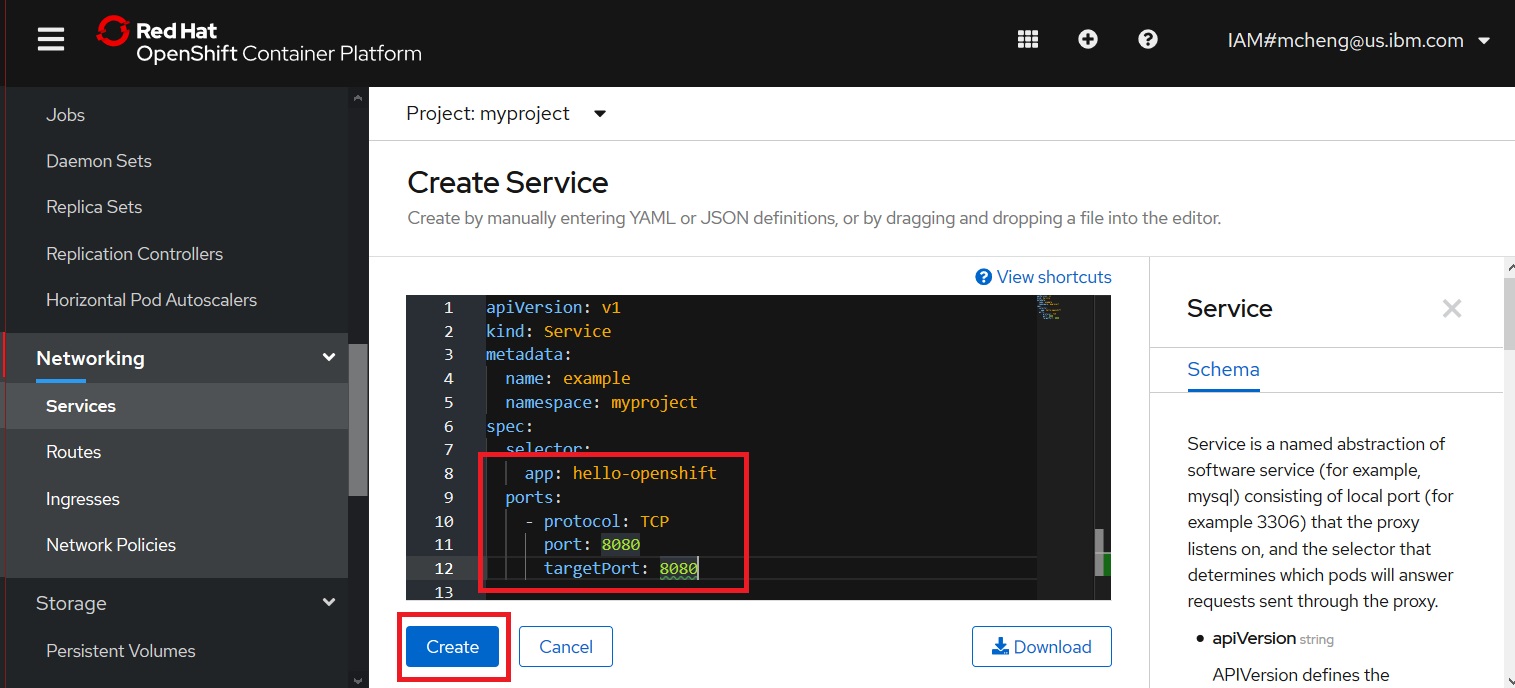 Red Hat
OpenShift Container Platform
IAM#mcheng@us.ibm.com
Jobs
Daemon Sets
Replica Sets
Replication Controllers
Horizontal Pod Autoscalers
Networking
Services
Routes
Ingresses
Network Policies
Storage
Persistent Volumes
Project: myproject
Create Service
Create by manually entering YAML or JSON definitions, or by dragging and dropping a file into the editor.
View shortcuts
1 apiVersion: v1
2 kind: Service
3 metadata:
4 name: example
5 namespace: myproject
6 spec:
7 selector:
8 app: hello-openshift
9 ports:
10 - protocol: TCP
11 port: 8080
12 targetPort: 8080
13
Create
Cancel
Download
Service
Schema
Service is a named abstraction of
software service (for example,
mysql) consisting of local port (for
example 3306) that the proxy
listens on, and the selector that
determines which pods will answer
requests sent through the proxy.
• apiVersion string
APIVersion defines the